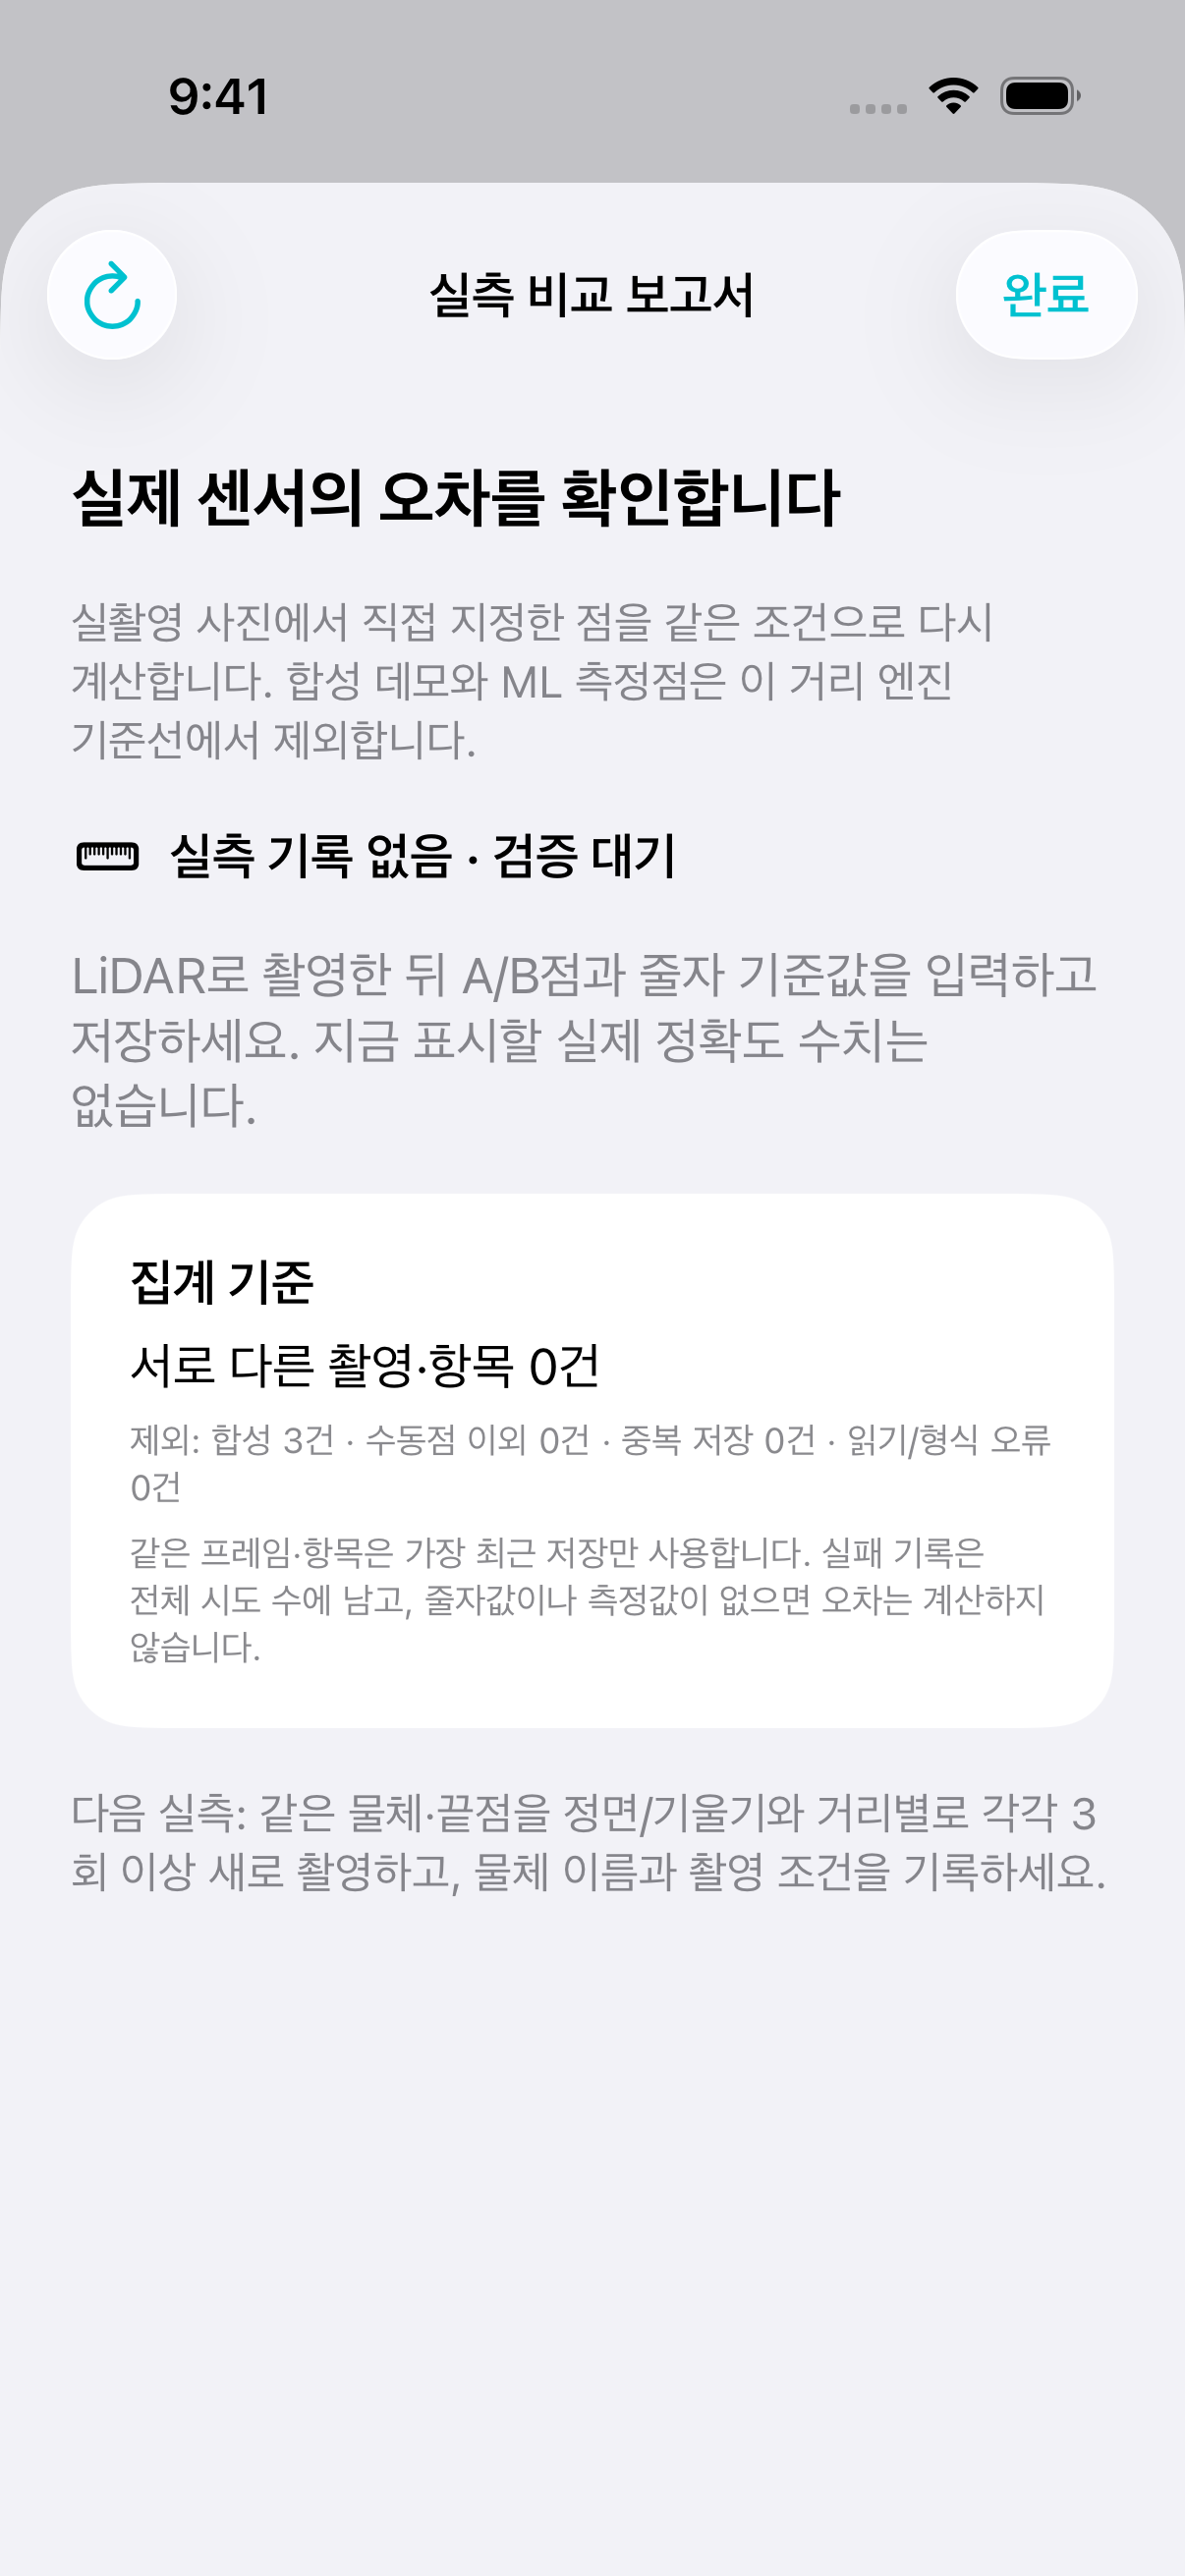 9:41
실측 비교 보고서
완료
실제 센서의 오차를 확인합니다
실촬영 사진에서 직접 지정한 점을 같은 조건으로 다시
계산합니다. 합성 데모와 ML 측정점은 이 거리 엔진
기준선에서 제외합니다.
실측 기록 없음 · 검증 대기
LiDAR로 촬영한 뒤 A/B점과 줄자 기준값을 입력하고
저장하세요. 지금 표시할 실제 정확도 수치는
없습니다.
집계 기준
서로 다른 촬영·항목 0건
제외: 합성 3건 · 수동점 이외 0건 · 중복 저장 0건 · 읽기/형식 오류
0건
같은 프레임·항목은 가장 최근 저장만 사용합니다. 실패 기록은
전체 시도 수에 남고, 줄자값이나 측정값이 없으면 오차는 계산하지
않습니다.
다음 실측: 같은 물체·끝점을 정면/기울기와 거리별로 각각 3
회 이상 새로 촬영하고, 물체 이름과 촬영 조건을 기록하세요.